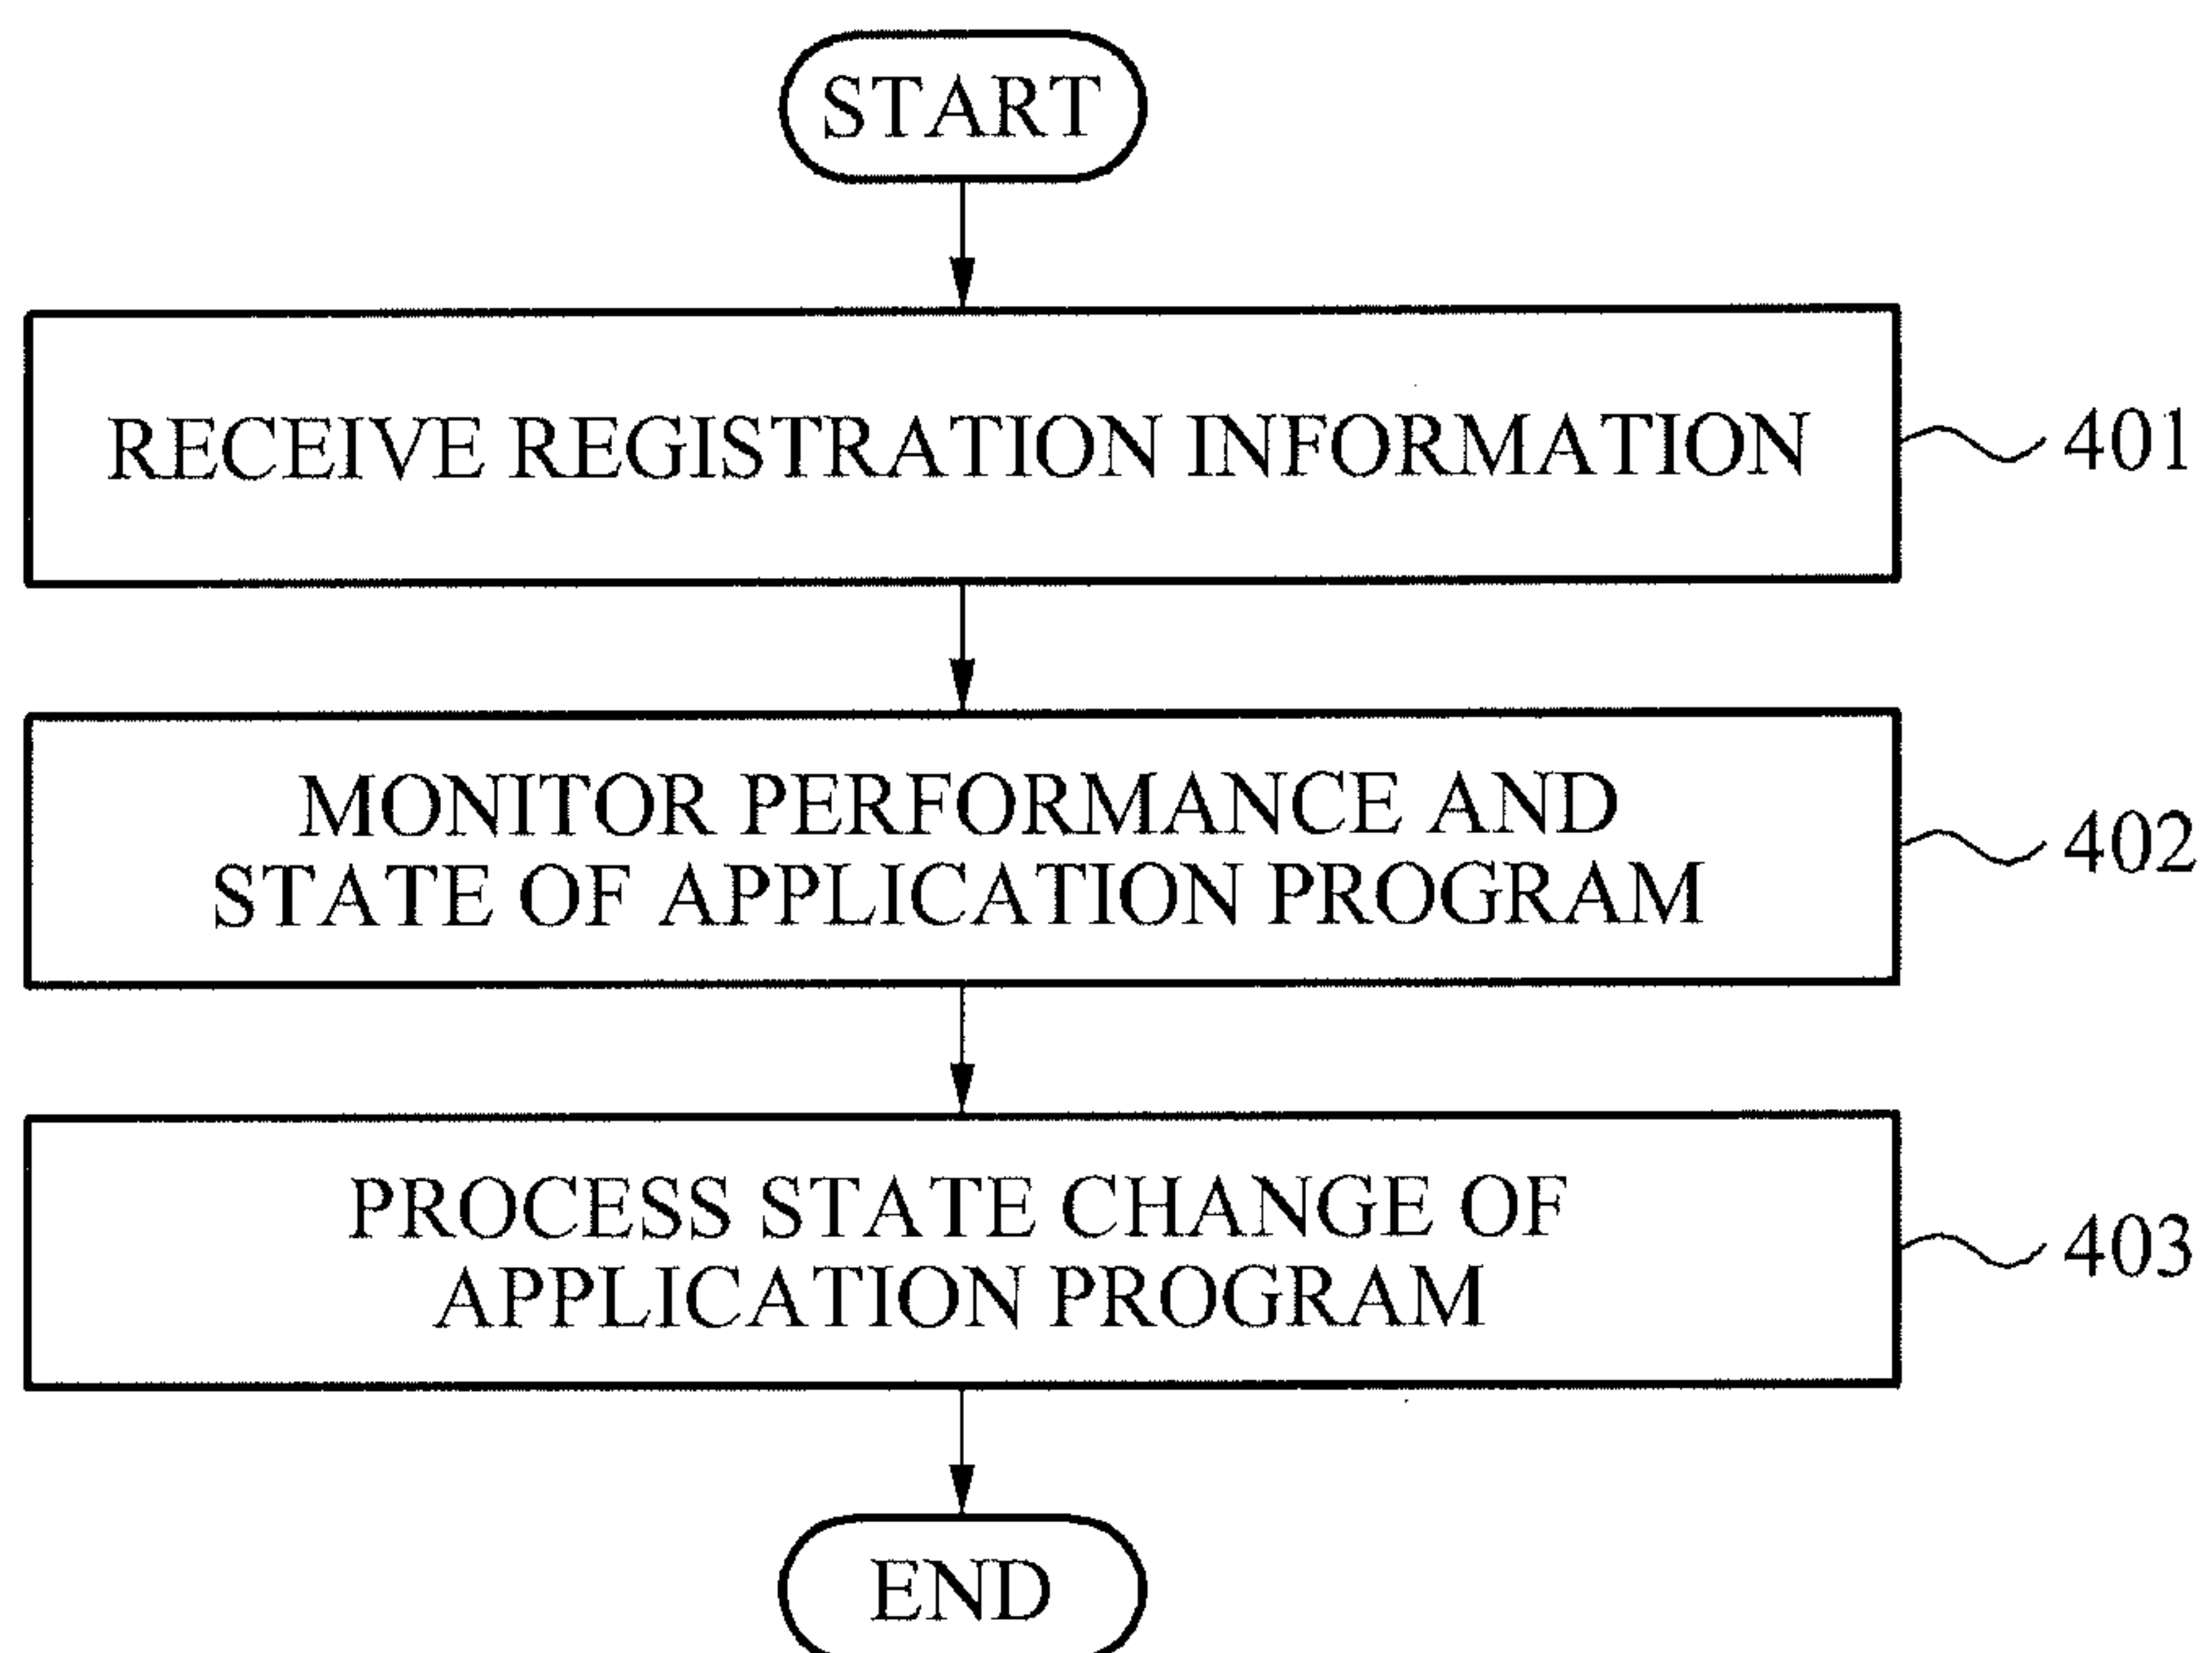 START
RECEIVE REGISTRATION INFORMATION
401
MONITOR PERFORMANCE AND
STATE OF APPLICATION PROGRAM
402
PROCESS STATE CHANGE OF
APPLICATION PROGRAM
403
END